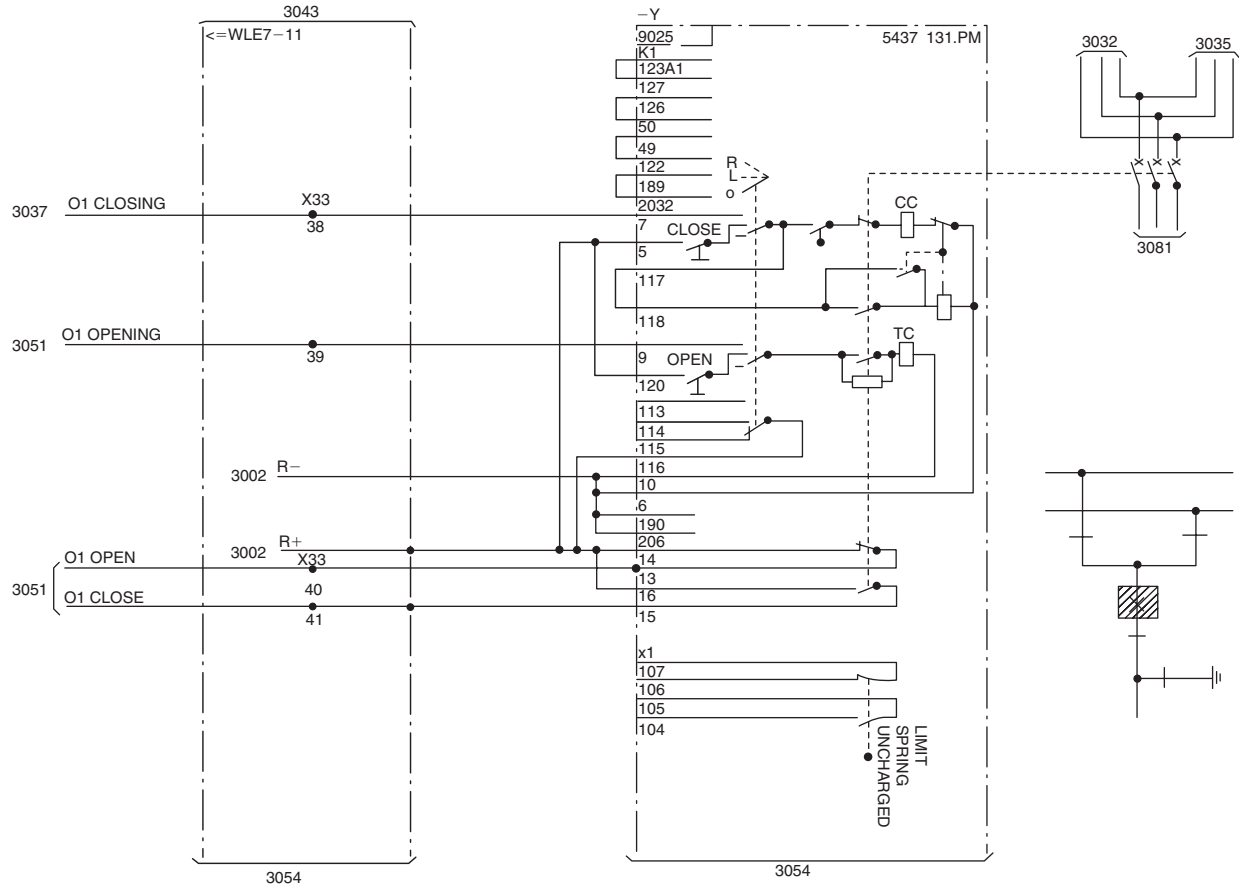 3043
<=WLE7-11
-Y
9025
5437 131.PM
K1
123A1
127
126
50
49
122
189
2032
R
L
o
3032
3035
3081
3037
O1 CLOSING
X33
38
7
CLOSE
CC
5
117
118
3051
O1 OPENING
39
9
OPEN
TC
120
113
114
115
116
3002
R-
10
6
190
206
3002
R+
14
13
16
15
3051
O1 OPEN
X33
40
O1 CLOSE
41
x1
107
106
105
104
LIMIT
SPRING
UNCHARGED
3054
3054